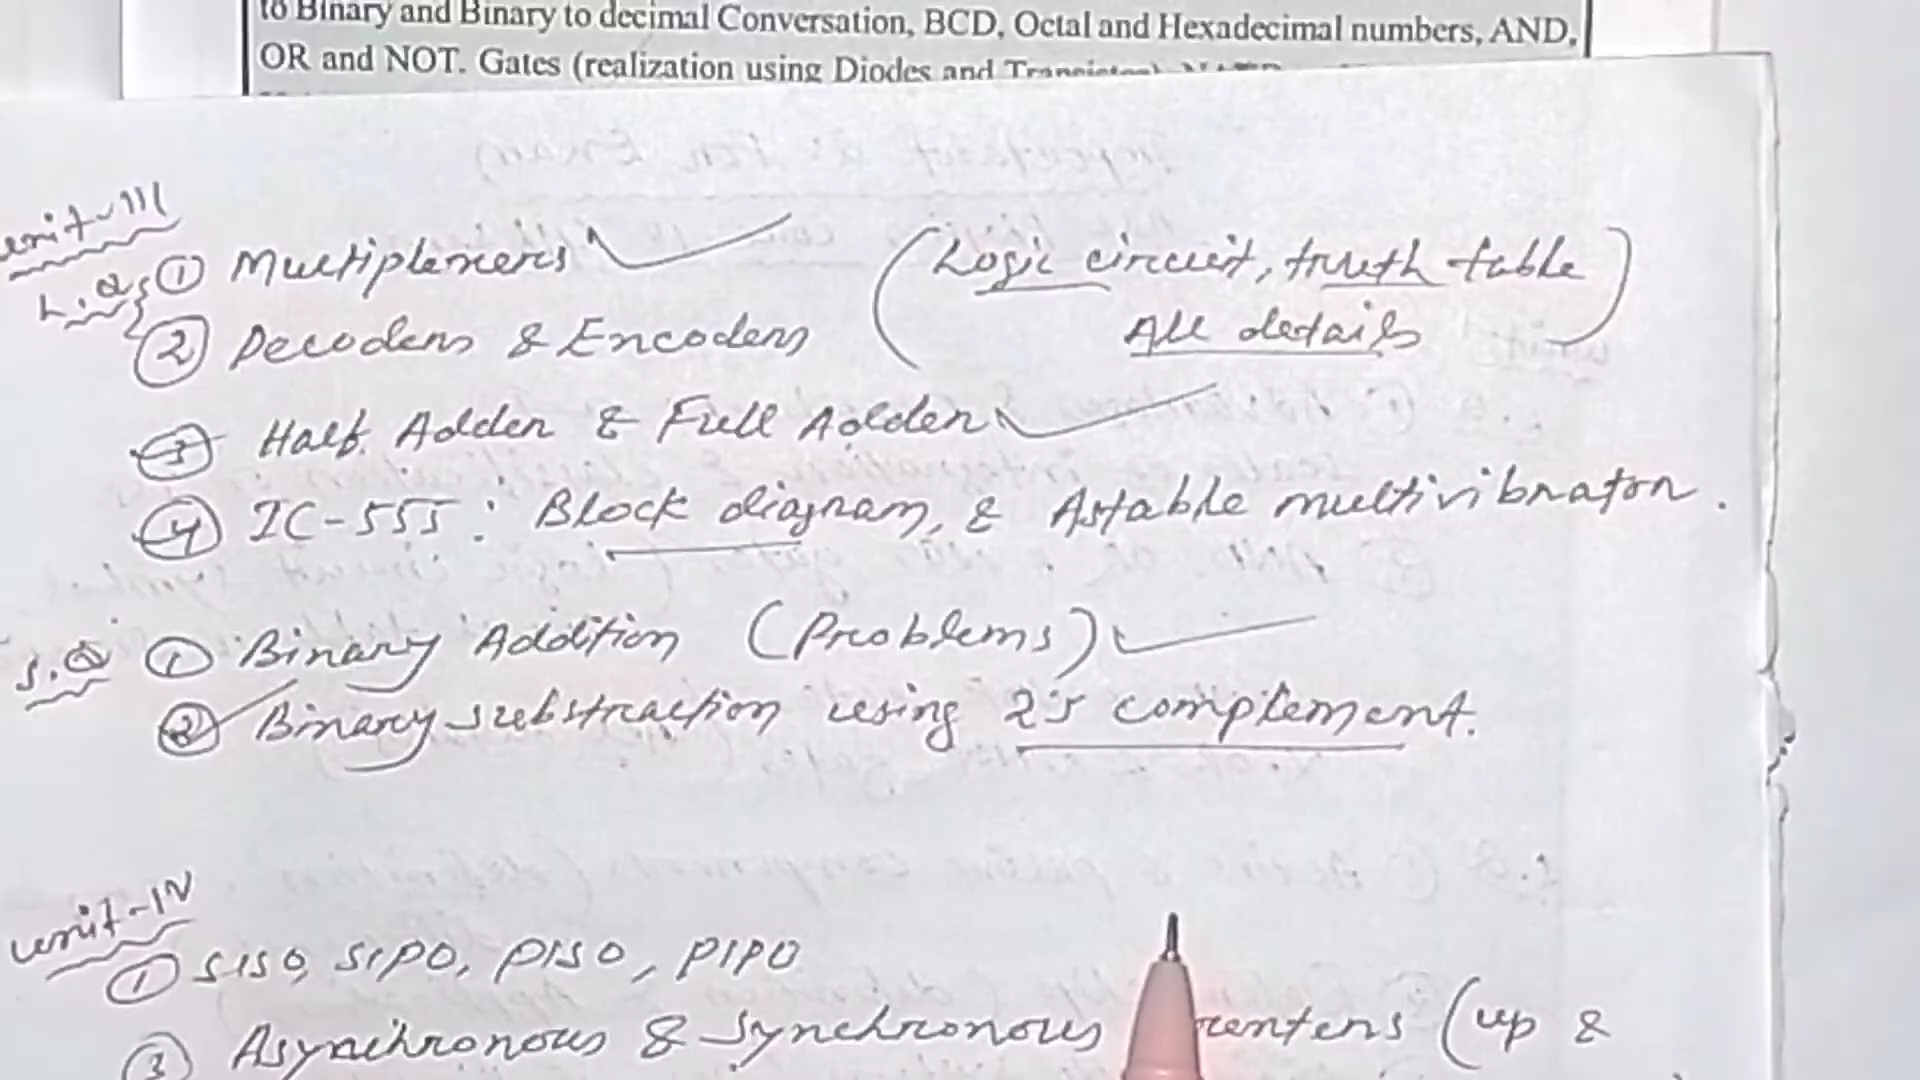 to Binary and Binary to decimal Conversation, BCD, Octal and Hexadecimal numbers, AND,
OR and NOT. Gates (realization using Diodes and
Unit-III
L.Q
① Multiplexers (Logic circuit, truth table
② Decoders & Encoders All details)
③ Half Adder & Full Adder
④ IC-555: Block diagram, & Astable multivibrator.
S.Q ① Binary Addition (Problems)
② Binary substraction using 2's complement.
Unit-IV
① SISO, SIPO, PISO, PIPO
③ Asynchronous & Synchronous (up &